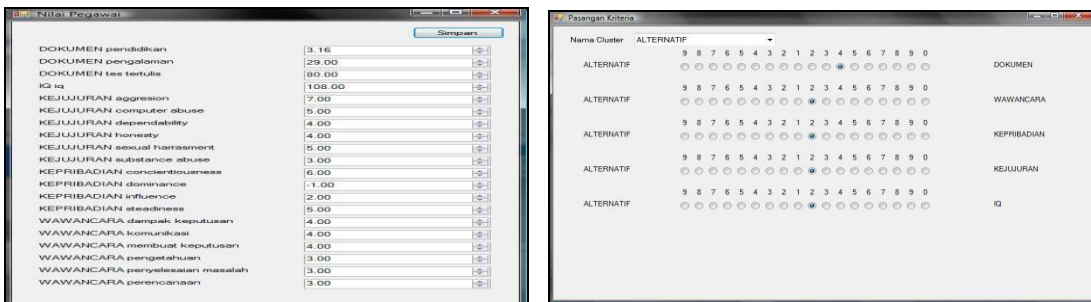 Nilai Pegawai
Simpan
DOKUMEN pendidikan 3.16
DOKUMEN pengalaman 29.00
DOKUMEN tes tertulis 80.00
IQ iq 108.00
KEJUJURAN aggresion 7.00
KEJUJURAN computer abuse 5.00
KEJUJURAN dependability 4.00
KEJUJURAN honesty 4.00
KEJUJURAN sexual harrasment 5.00
KEJUJURAN substance abuse 3.00
KEPRIBADIAN concientiousness 6.00
KEPRIBADIAN dominance -1.00
KEPRIBADIAN influence 2.00
KEPRIBADIAN steadiness 5.00
WAWANCARA dampak keputusan 4.00
WAWANCARA komunikasi 4.00
WAWANCARA membuat keputusan 4.00
WAWANCARA pengetahuan 3.00
WAWANCARA penyelesaian masalah 3.00
WAWANCARA perencanaan 3.00
Pasangan Kriteria
Nama Cluster ALTERNATIF
9 8 7 6 5 4 3 2 1 2 3 4 5 6 7 8 9 0
ALTERNATIF DOKUMEN
9 8 7 6 5 4 3 2 1 2 3 4 5 6 7 8 9 0
ALTERNATIF WAWANCARA
9 8 7 6 5 4 3 2 1 2 3 4 5 6 7 8 9 0
ALTERNATIF KEPRIBADIAN
9 8 7 6 5 4 3 2 1 2 3 4 5 6 7 8 9 0
ALTERNATIF KEJUJURAN
9 8 7 6 5 4 3 2 1 2 3 4 5 6 7 8 9 0
ALTERNATIF IQ